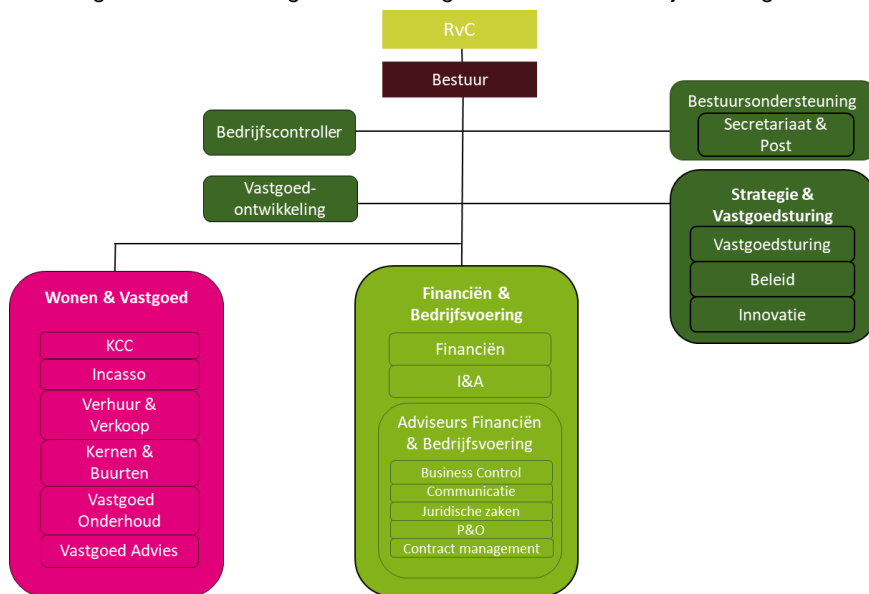 RvC
Bestuur
Bedrijfscontroller
Bestuursondersteuning
Secretariaat &
Post
Vastgoed-
ontwikkeling
Strategie &
Vastgoedsturing
Vastgoedsturing
Beleid
Innovatie
Wonen & Vastgoed
KCC
Incasso
Verhuur &
Verkoop
Kernen &
Buurten
Vastgoed
Onderhoud
Vastgoed Advies
Financiën &
Bedrijfsvoering
Financiën
I&A
Adviseurs Financiën
& Bedrijfsvoering
Business Control
Communicatie
Juridische zaken
P&O
Contract management